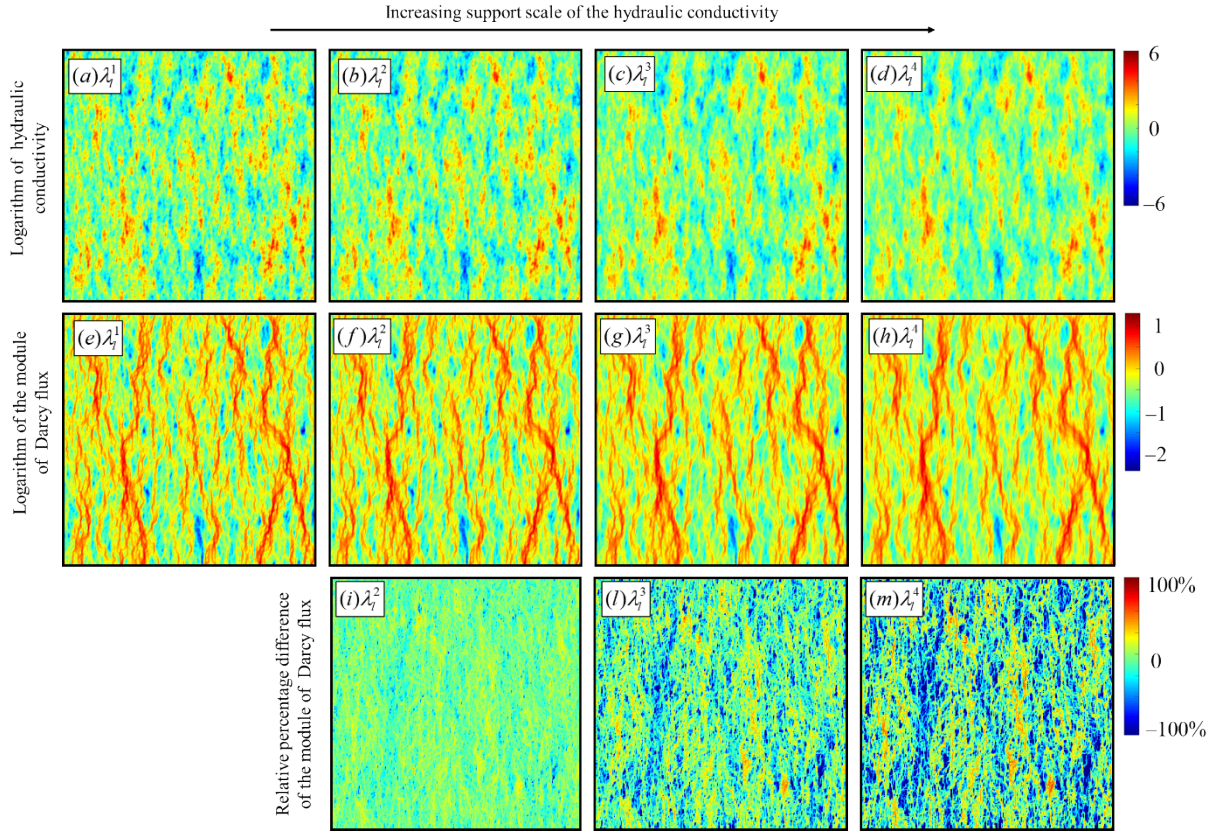 Increasing support scale of the hydraulic conductivity
Logarithm of hydraulic
conductivity
(a)λ_l^1
(b)λ_l^2
(c)λ_l^3
(d)λ_l^4
6
0
−6
Logarithm of the module
of Darcy flux
(e)λ_l^1
(f)λ_l^2
(g)λ_l^3
(h)λ_l^4
1
0
−1
−2
Relative percentage difference
of the module of Darcy flux
(i)λ_l^2
(l)λ_l^3
(m)λ_l^4
100%
0
−100%